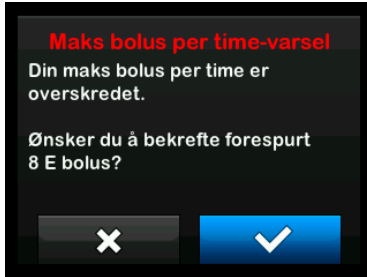 Maks bolus per time-varsel
Din maks bolus per time er
overskredet.
Ønsker du å bekrefte forespurt
8 E bolus?